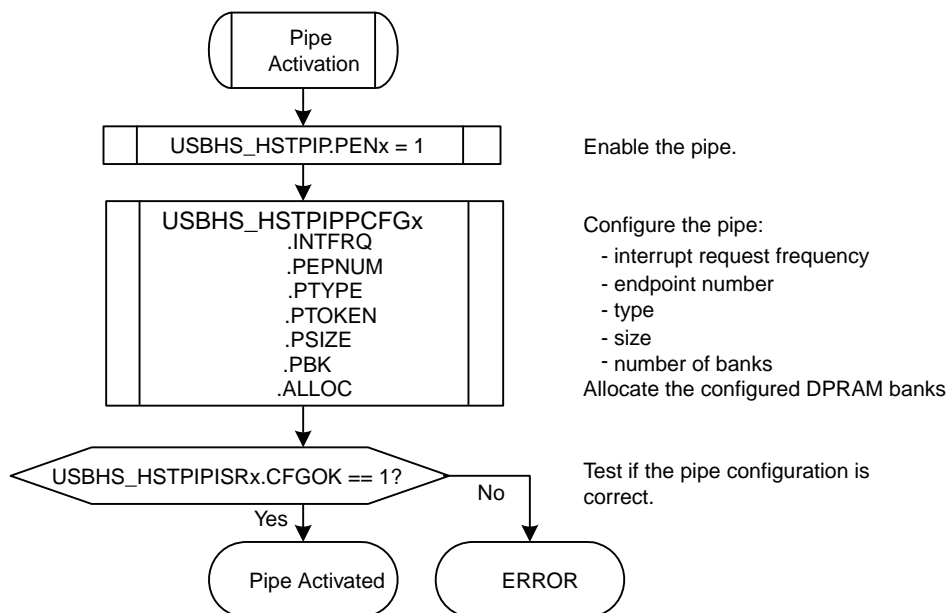 Pipe
Activation
USBHS_HSTPIP.PENx = 1
Enable the pipe.
USBHS_HSTPIPPCFGx
.INTFRQ
.PEPNUM
.PTYPE
.PTOKEN
.PSIZE
.PBK
.ALLOC
Configure the pipe:
- interrupt request frequency
- endpoint number
- type
- size
- number of banks
Allocate the configured DPRAM banks
USBHS_HSTPIPISRx.CFGOK == 1?
Test if the pipe configuration is
correct.
No
Yes
Pipe Activated
ERROR